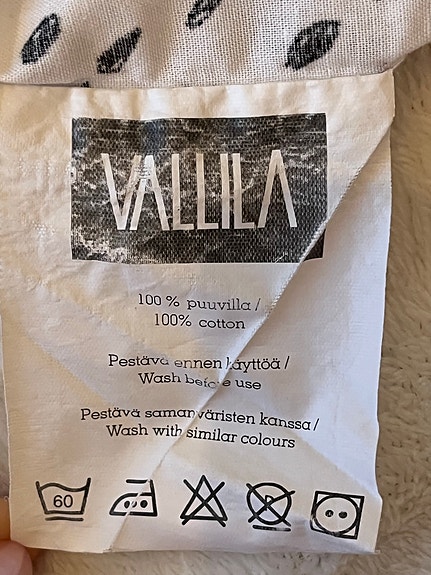 VALLILA
100 % puuvilla /
100% cotton
Pestävä ennen käyttöä /
Wash before use
Pestävä samanväristen kanssa /
Wash with similar colours
60
P